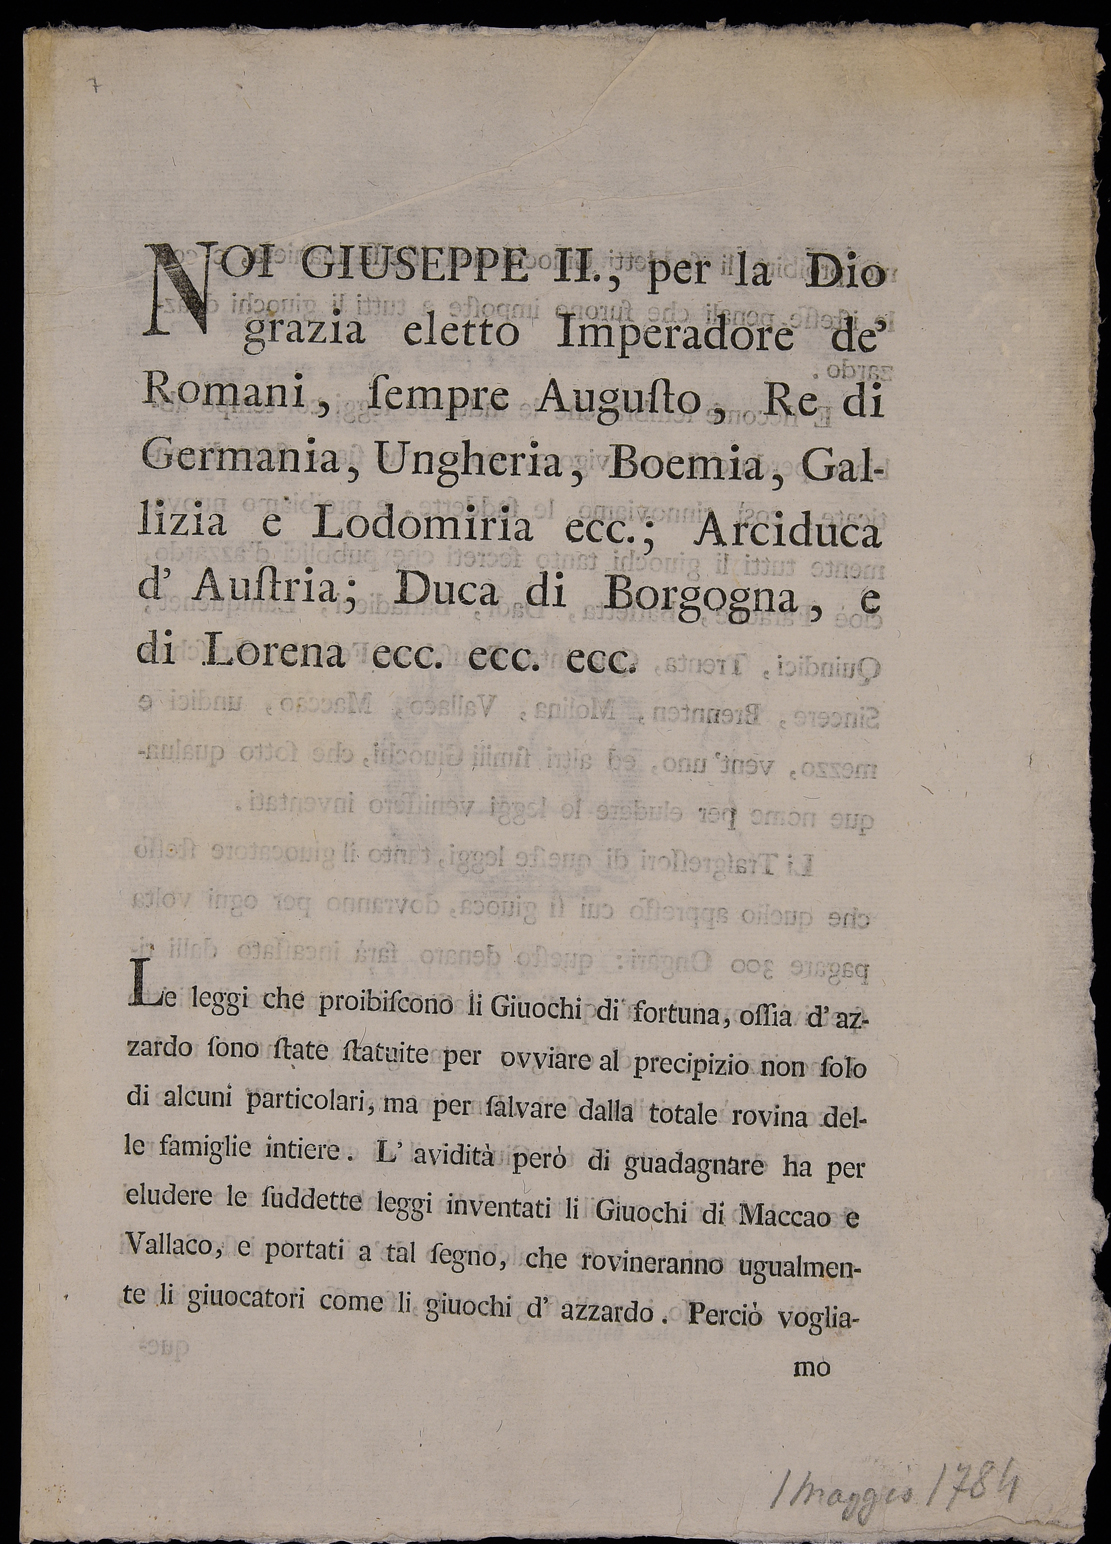 7
NOI GIUSEPPE II., per la Dio
grazia eletto Imperadore de'
Romani, ſempre Auguſto, Re di
Germania, Ungheria, Boemia, Gal-
lizia e Lodomiria ecc.; Arciduca
d' Auſtria; Duca di Borgogna, e
di Lorena ecc. ecc. ecc.
Le leggi che proibiſcono li Giuochi di fortuna, oſſia d' az-
zardo ſono ſtate ſtatuite per ovviare al precipizio non ſolo
di alcuni particolari, ma per ſalvare dalla totale rovina del-
le famiglie intiere. L' avidità però di guadagnare ha per
eludere le ſuddette leggi inventati li Giuochi di Maccao e
Vallaco, e portati a tal ſegno, che rovineranno ugualmen-
te li giuocatori come li giuochi d' azzardo. Perciò voglia-
mo
1 Maggio 1784